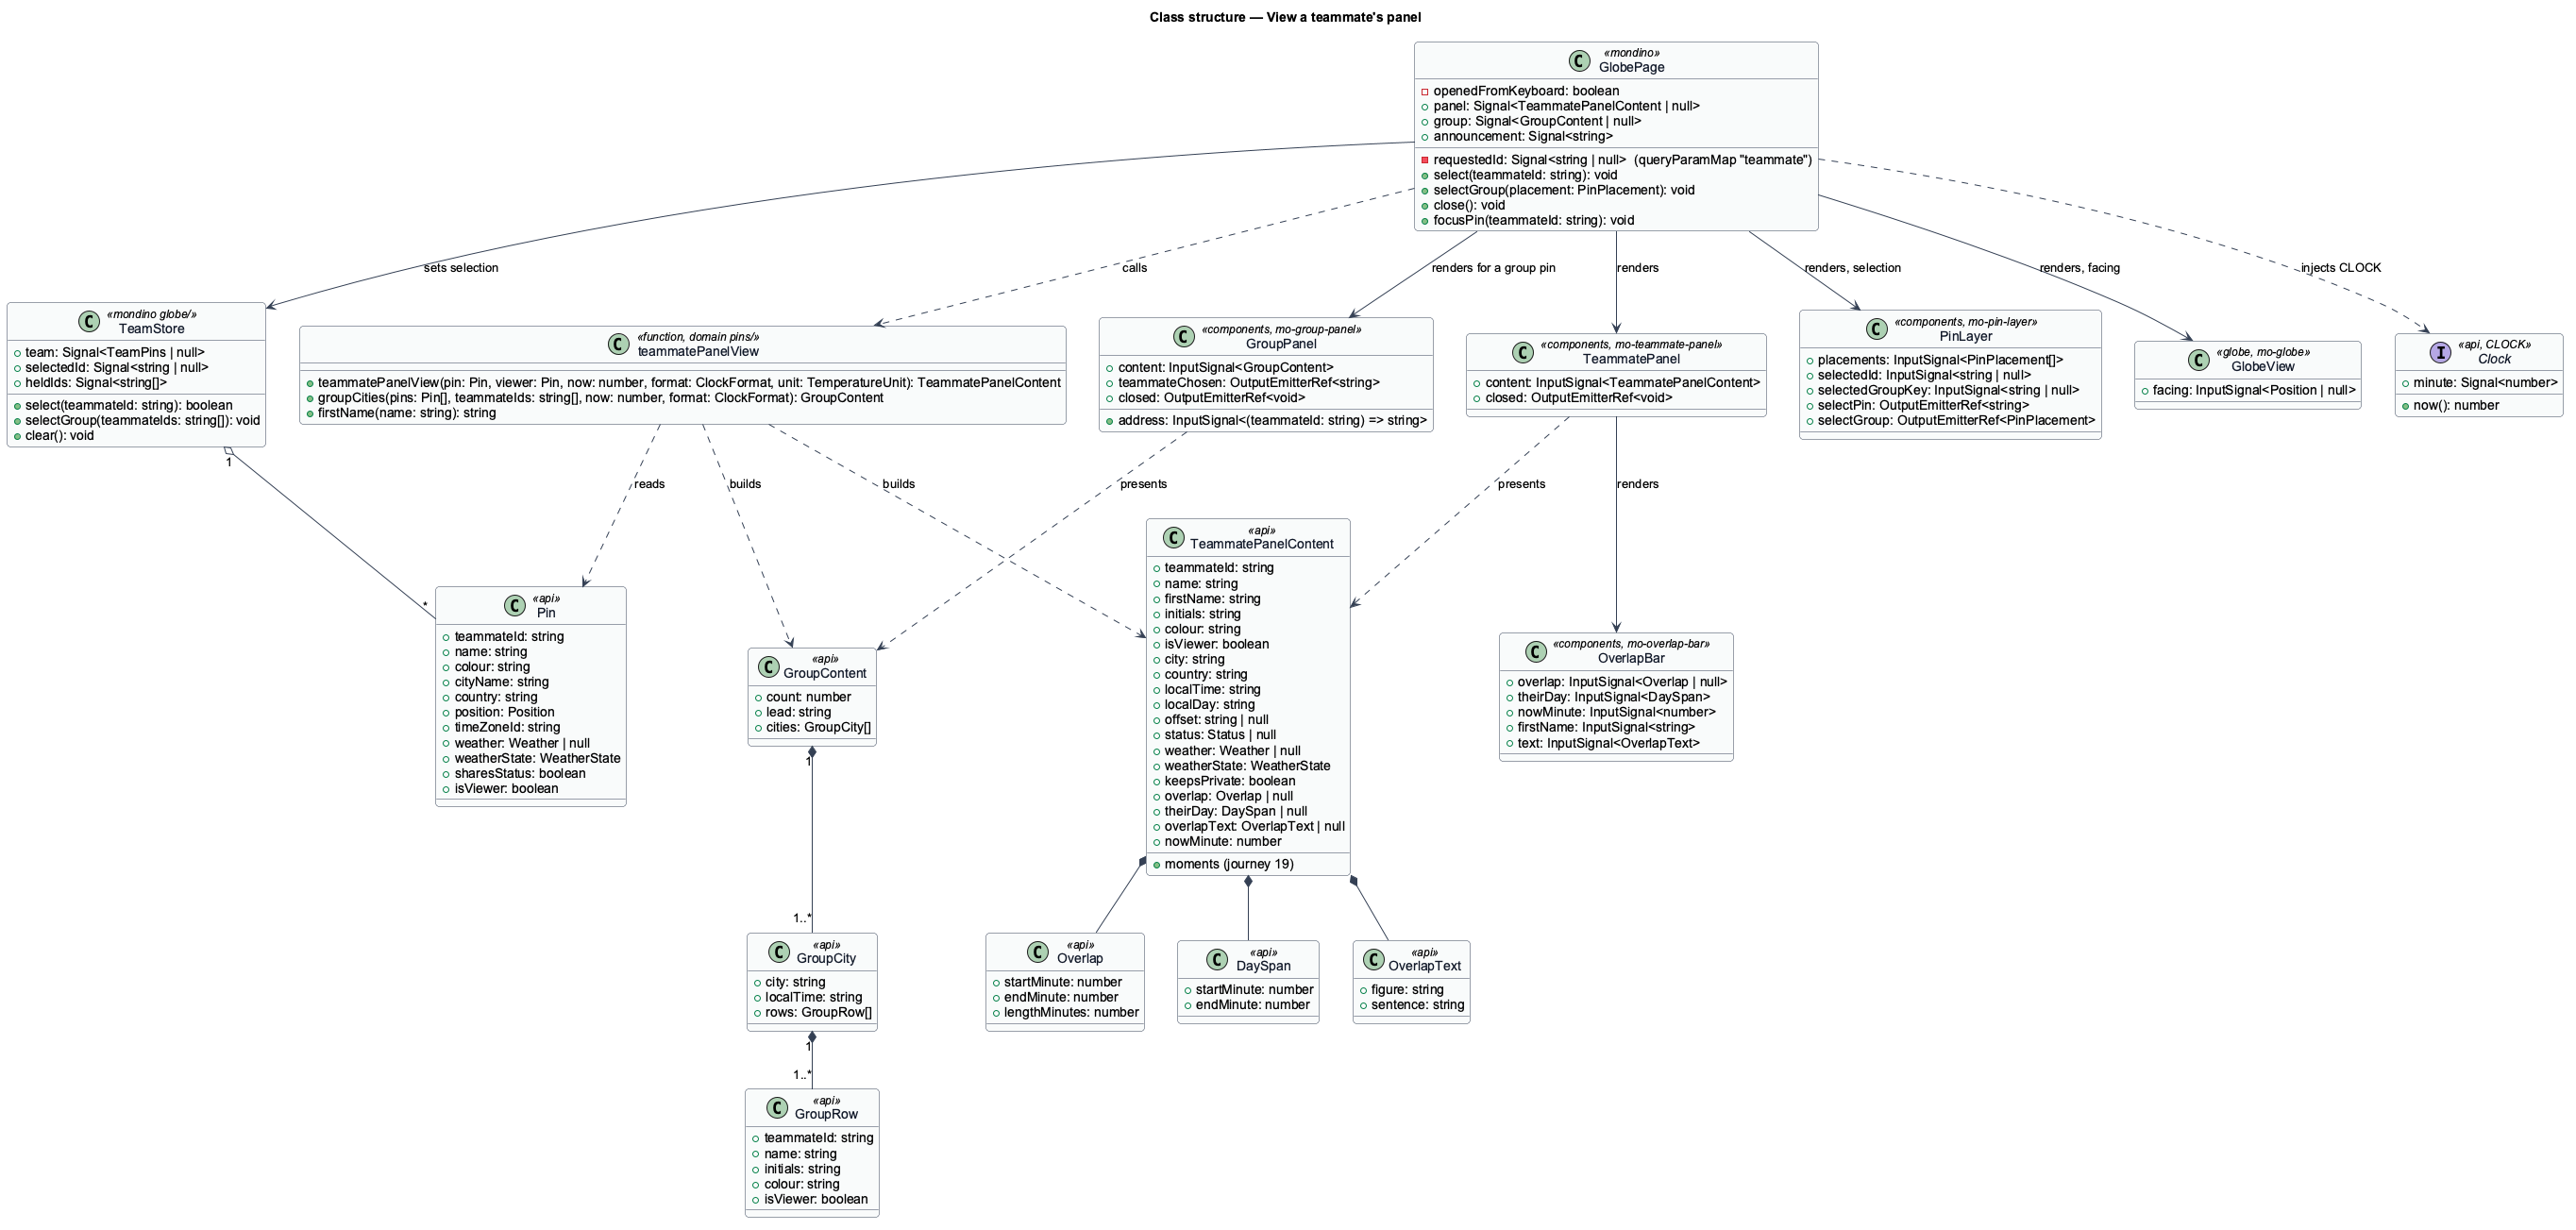 Class structure — View a teammate's panel
«mondino»
C
GlobePage
openedFromKeyboard: boolean
panel: Signal<TeammatePanelContent | null>
group: Signal<GroupContent | null>
announcement: Signal<string>
requestedId: Signal<string | null>  (queryParamMap "teammate")
select(teammateId: string): void
selectGroup(placement: PinPlacement): void
close(): void
focusPin(teammateId: string): void
sets selection
calls
renders for a group pin
renders
renders, selection
renders, facing
injects CLOCK
«mondino globe/»
C
TeamStore
team: Signal<TeamPins | null>
selectedId: Signal<string | null>
heldIds: Signal<string[]>
select(teammateId: string): boolean
selectGroup(teammateIds: string[]): void
clear(): void
«function, domain pins/»
C
teammatePanelView
teammatePanelView(pin: Pin, viewer: Pin, now: number, format: ClockFormat, unit: TemperatureUnit): TeammatePanelContent
groupCities(pins: Pin[], teammateIds: string[], now: number, format: ClockFormat): GroupContent
firstName(name: string): string
«components, mo-group-panel»
C
GroupPanel
content: InputSignal<GroupContent>
teammateChosen: OutputEmitterRef<string>
closed: OutputEmitterRef<void>
address: InputSignal<(teammateId: string) => string>
«components, mo-teammate-panel»
C
TeammatePanel
content: InputSignal<TeammatePanelContent>
closed: OutputEmitterRef<void>
«components, mo-pin-layer»
C
PinLayer
placements: InputSignal<PinPlacement[]>
selectedId: InputSignal<string | null>
selectedGroupKey: InputSignal<string | null>
selectPin: OutputEmitterRef<string>
selectGroup: OutputEmitterRef<PinPlacement>
«globe, mo-globe»
C
GlobeView
facing: InputSignal<Position | null>
«api, CLOCK»
I
Clock
minute: Signal<number>
now(): number
1
*
reads
builds
builds
presents
presents
renders
«api»
C
Pin
teammateId: string
name: string
colour: string
cityName: string
country: string
position: Position
timeZoneId: string
weather: Weather | null
weatherState: WeatherState
sharesStatus: boolean
isViewer: boolean
«api»
C
GroupContent
count: number
lead: string
cities: GroupCity[]
«api»
C
TeammatePanelContent
teammateId: string
name: string
firstName: string
initials: string
colour: string
isViewer: boolean
city: string
country: string
localTime: string
localDay: string
offset: string | null
status: Status | null
weather: Weather | null
weatherState: WeatherState
keepsPrivate: boolean
overlap: Overlap | null
theirDay: DaySpan | null
overlapText: OverlapText | null
nowMinute: number
moments (journey 19)
«components, mo-overlap-bar»
C
OverlapBar
overlap: InputSignal<Overlap | null>
theirDay: InputSignal<DaySpan>
nowMinute: InputSignal<number>
firstName: InputSignal<string>
text: InputSignal<OverlapText>
1
1..*
«api»
C
GroupCity
city: string
localTime: string
rows: GroupRow[]
«api»
C
Overlap
startMinute: number
endMinute: number
lengthMinutes: number
«api»
C
DaySpan
startMinute: number
endMinute: number
«api»
C
OverlapText
figure: string
sentence: string
1
1..*
«api»
C
GroupRow
teammateId: string
name: string
initials: string
colour: string
isViewer: boolean